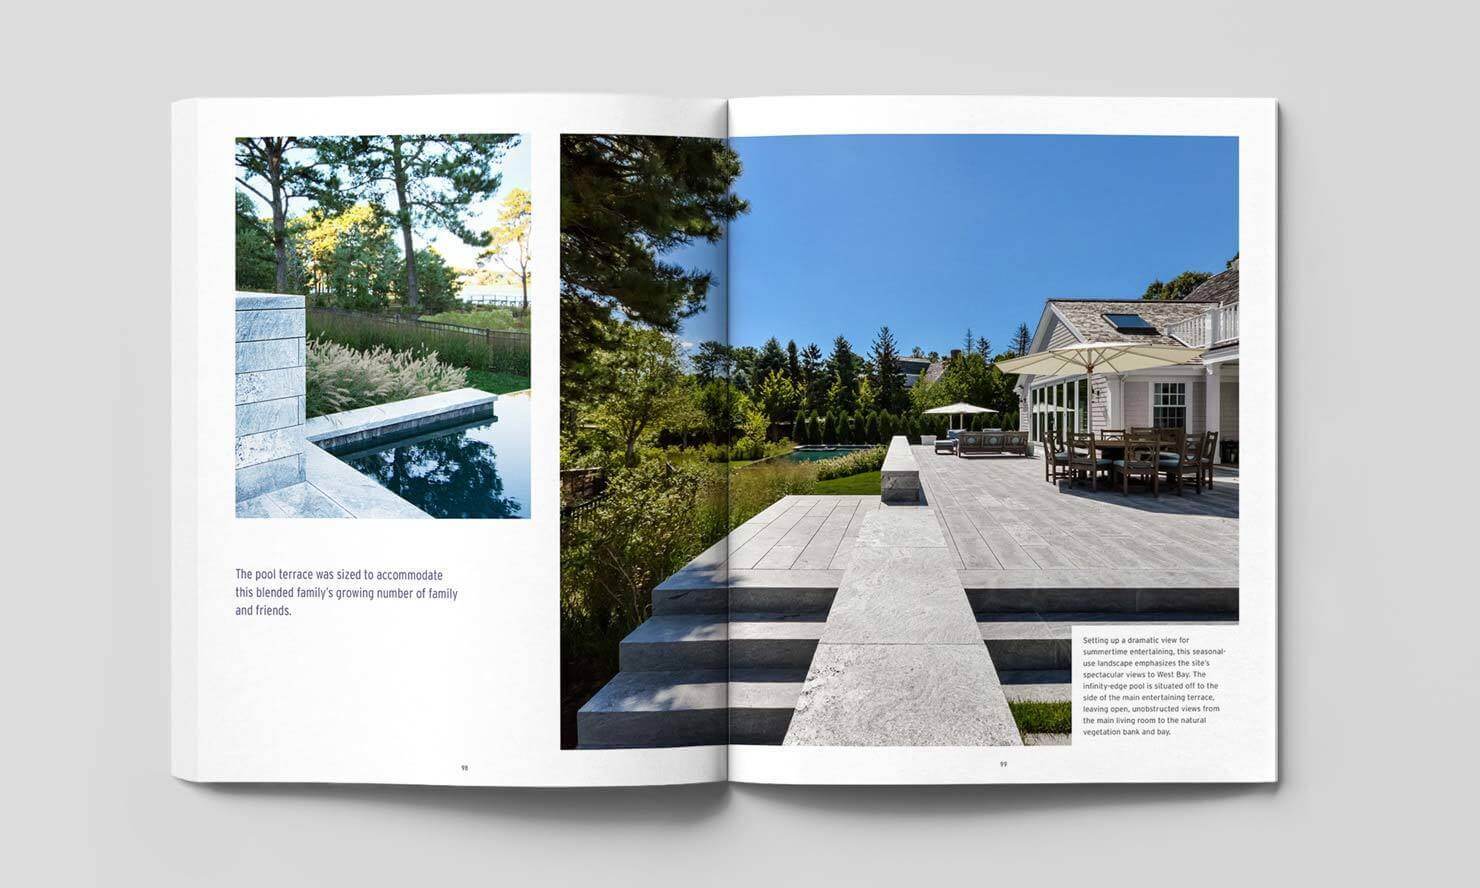 The pool terrace was sized to accommodate
this blended family's growing number of family
and friends.
98
Setting up a dramatic view for
summertime entertaining, this seasonal-
use landscape emphasizes the site's
spectacular views to West Bay. The
infinity-edge pool is situated off to the
side of the main entertaining terrace,
leaving open, unobstructed views from
the main living room to the natural
vegetation bank and bay.
99